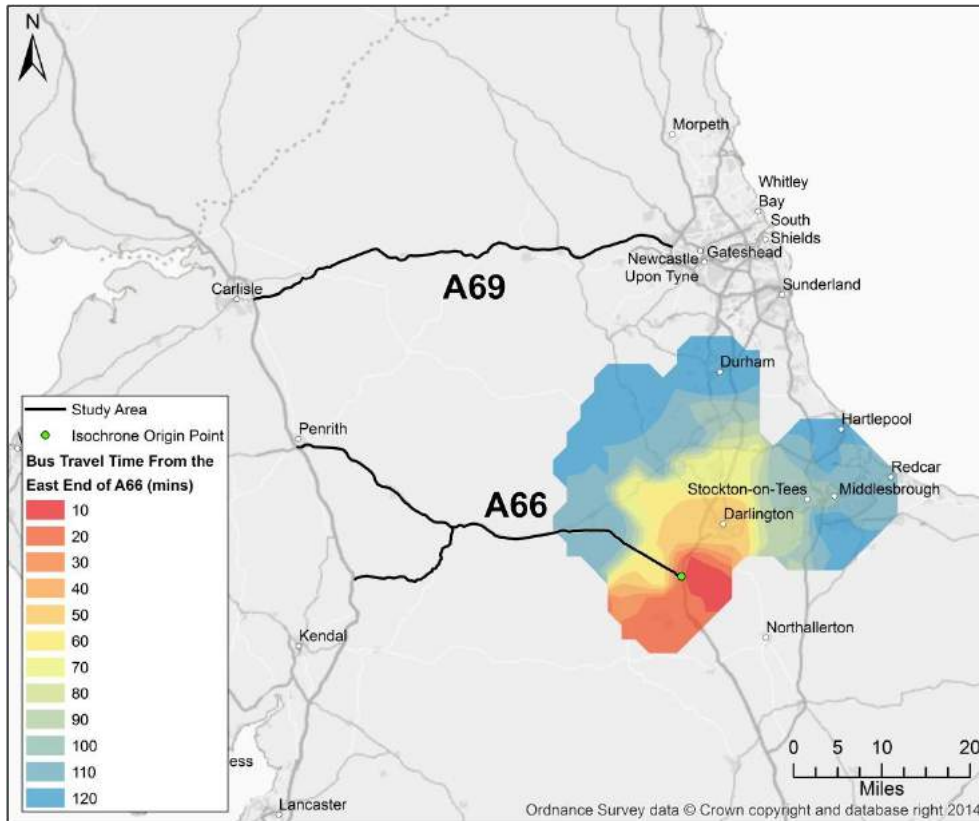 N
Morpeth
Whitley
Bay
South
Shields
Gateshead
Newcastle
Upon Tyne
A69
Carlisle
Sunderland
Durham
Study Area
Isochrone Origin Point
Bus Travel Time From the
East End of A66 (mins)
10
20
30
40
50
60
70
80
90
100
110
120
Penrith
Hartlepool
Redcar
A66
Stockton-on-Tees
Middlesbrough
Darlington
Northallerton
Kendal
ess
Lancaster
0 5 10 20
Miles
Ordnance Survey data © Crown copyright and database right 2014